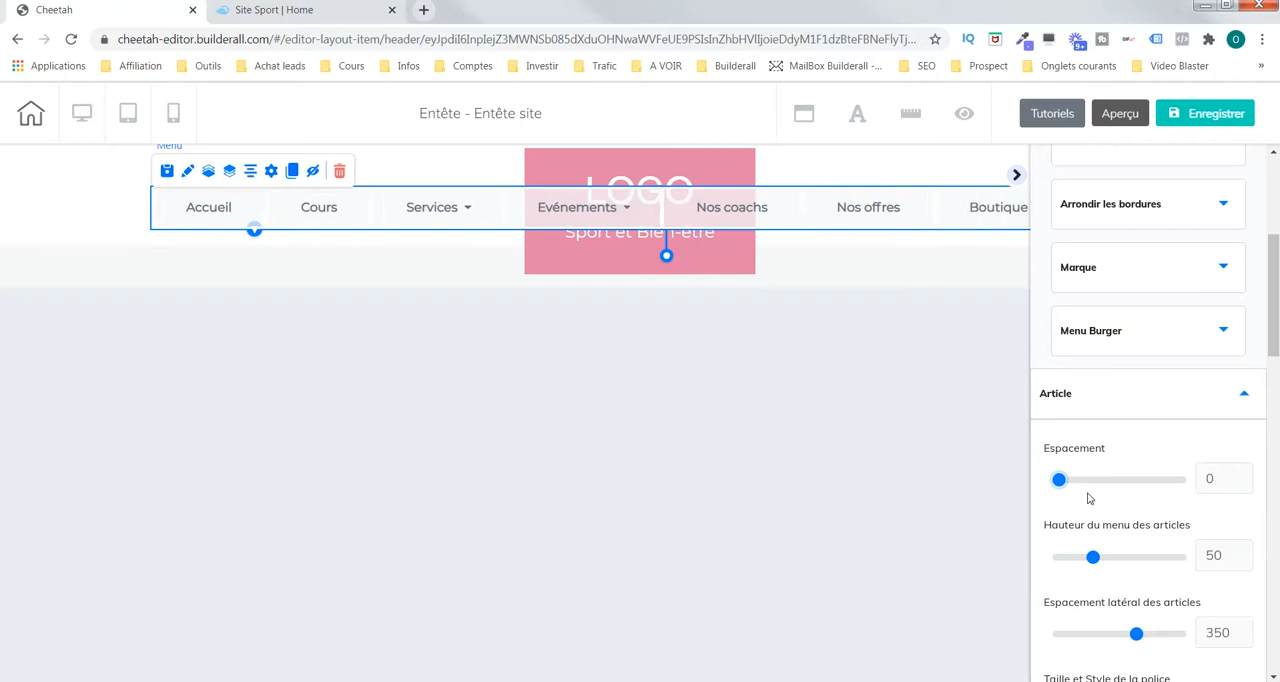 Cheetah
Site Sport | Home
cheetah-editor.builderall.com/#/editor-layout-item/header/eyJpdiI6InpIejZ3MWNSb085dXduOHNwaWVFeUE9PSIsInZhbHVlIjoieDdyM1F1dzBteFBNeFlyTj...
Applications Affiliation Outils Achat leads Cours Infos Comptes Investir Trafic A VOIR Builderall MailBox Builderall -... SEO Prospect Onglets courants Video Blaster »
Entête - Entête site
Tutoriels
Aperçu
Enregistrer
Menu
LOGO
Accueil Cours Services Evénements Nos coachs Nos offres Boutique
Sport et Bien-être
Arrondir les bordures
Marque
Menu Burger
Article
Espacement
0
Hauteur du menu des articles
50
Espacement latéral des articles
350
Taille et Style de la police